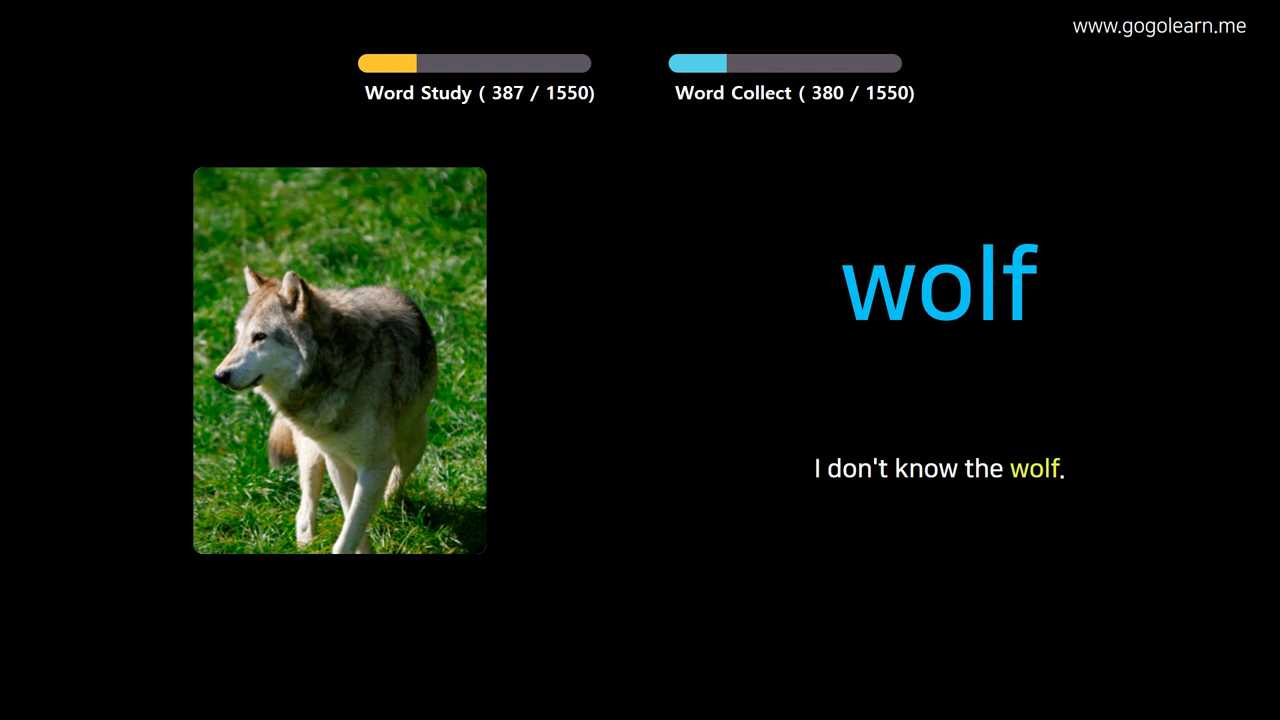 www.gogolearn.me
Word Study ( 387 / 1550)
Word Collect ( 380 / 1550)
wolf
I don't know the wolf.